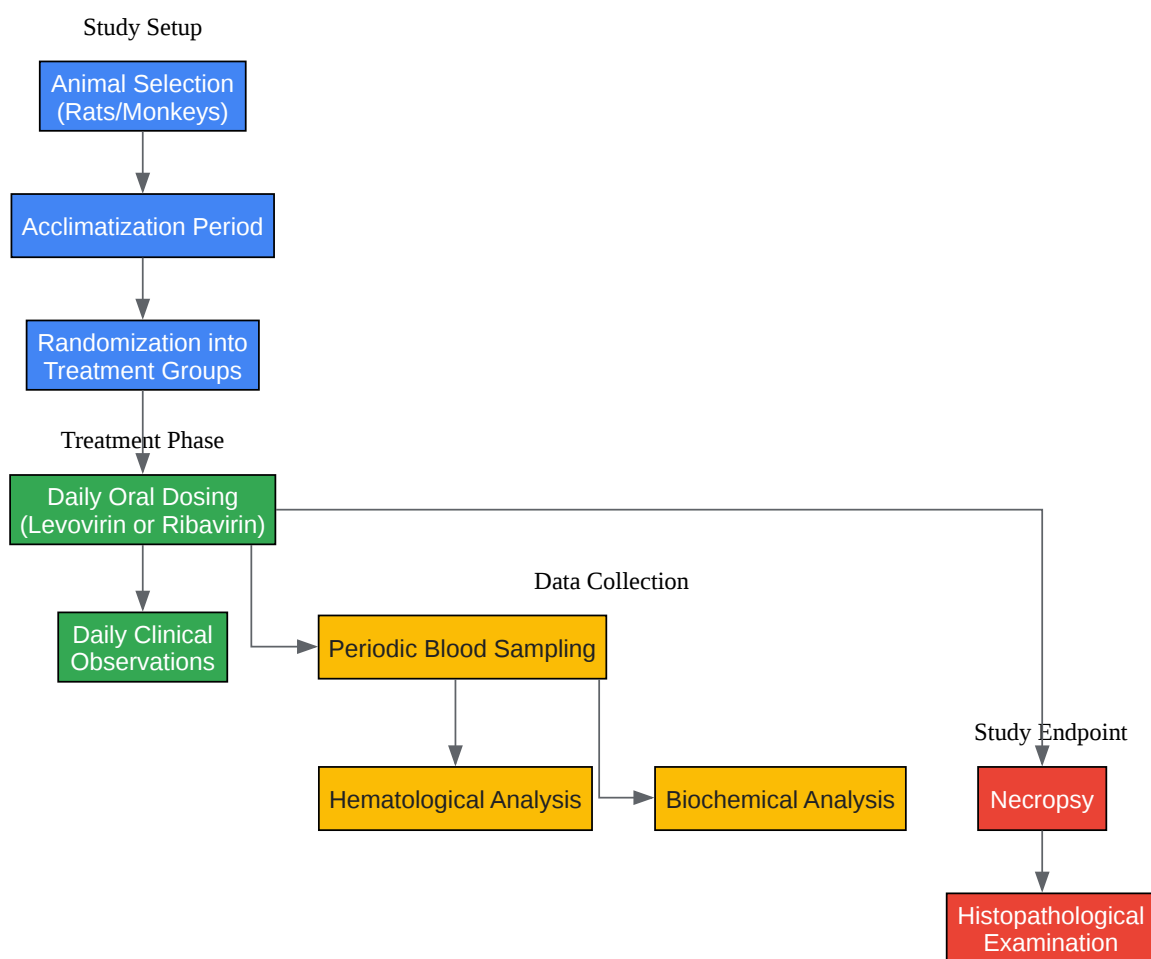 Study Setup
Animal Selection
(Rats/Monkeys)
Acclimatization Period
Randomization into
Treatment Groups
Treatment Phase
Daily Oral Dosing
(Levovirin or Ribavirin)
Daily Clinical
Observations
Data Collection
Periodic Blood Sampling
Hematological Analysis
Biochemical Analysis
Study Endpoint
Necropsy
Histopathological
Examination